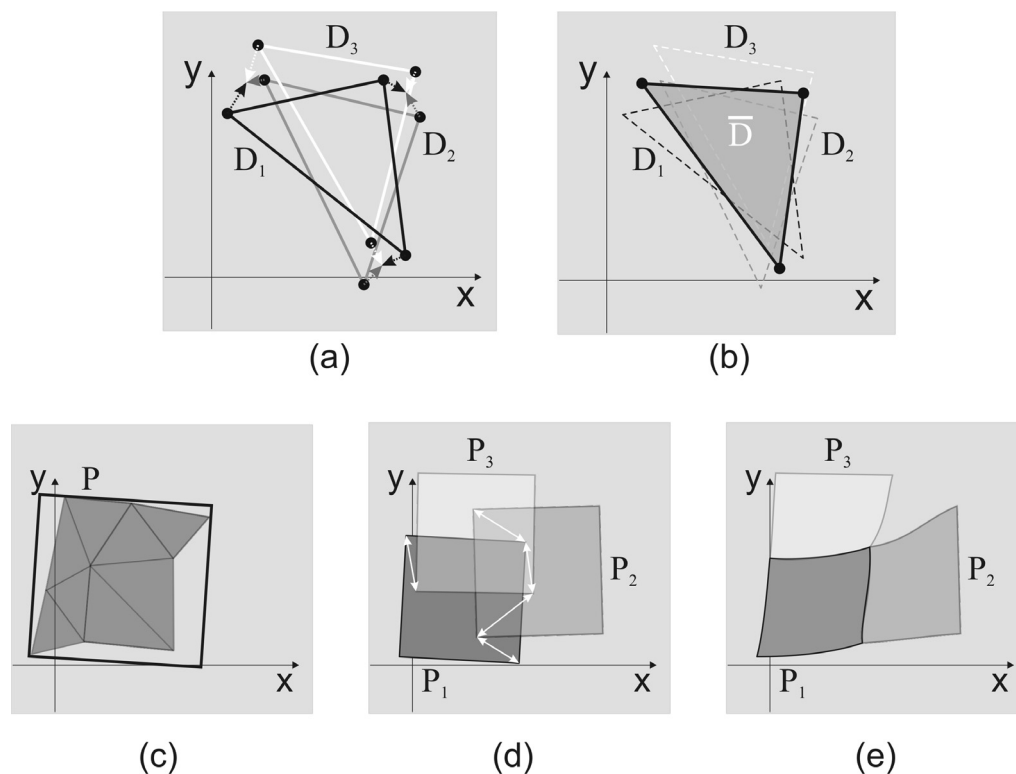 D₃
y
D₁
D₂
x
(a)
D₃
y
D̅
D₁
D₂
x
(b)
y
P
x
(c)
P₃
y
P₂
P₁
x
(d)
P₃
y
P₂
P₁
x
(e)